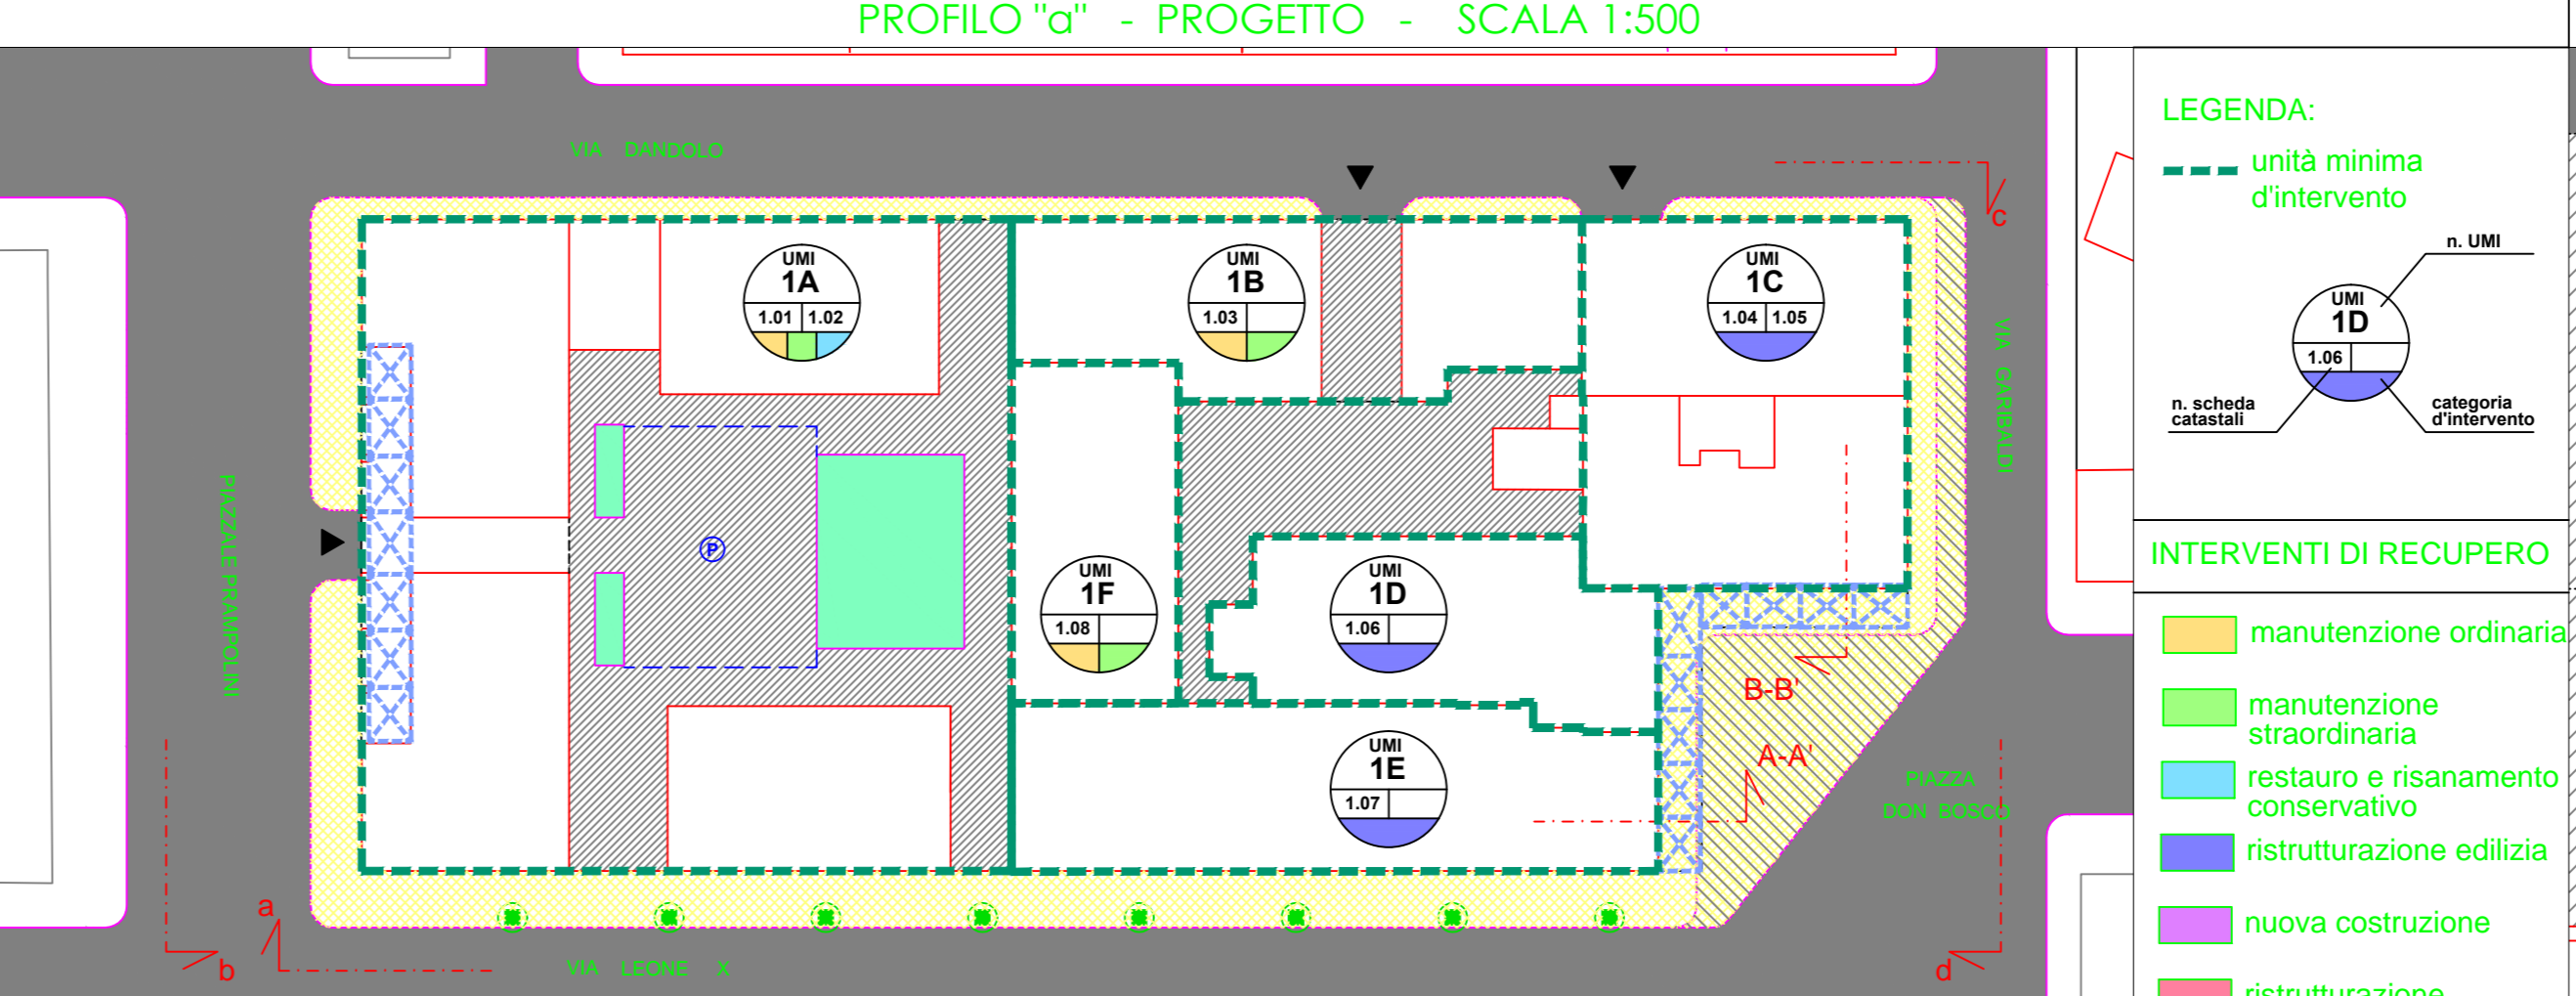 PROFILO "a" - PROGETTO - SCALA 1:500
VIA DANDOLO
c
UMI
1A
1.01 1.02
UMI
1B
1.03
UMI
1C
1.04 1.05
VIA GARIBALDI
PIAZZALE PRAMPOLINI
P
UMI
1F
1.08
UMI
1D
1.06
B-B'
A-A'
UMI
1E
1.07
PIAZZA
DON BOSCO
a
b
VIA LEONE X
d
LEGENDA:
unità minima
d'intervento
n. UMI
UMI
1D
1.06
n. scheda
catastali
categoria
d'intervento
INTERVENTI DI RECUPERO
manutenzione ordinaria
manutenzione
straordinaria
restauro e risanamento
conservativo
ristrutturazione edilizia
nuova costruzione
ristrutturazione